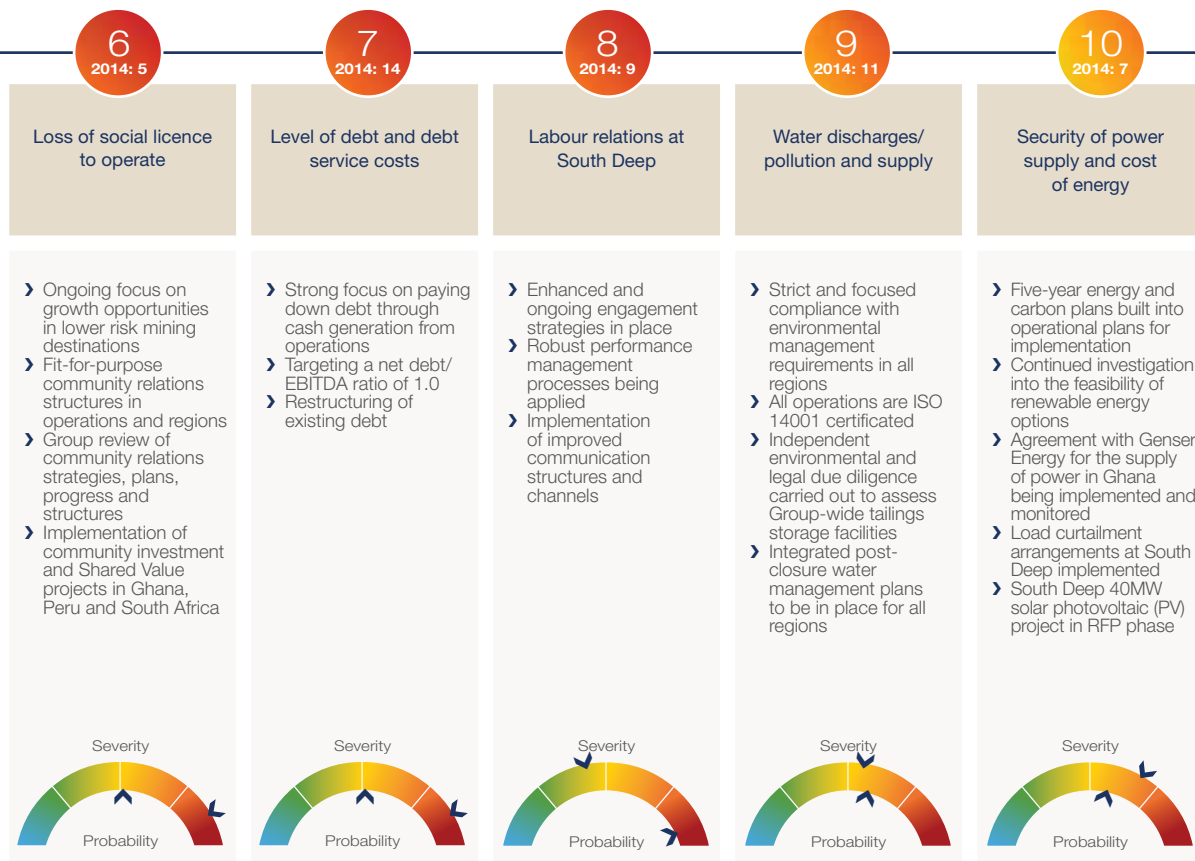 6
2014: 5
Loss of social licence
to operate
❯ Ongoing focus on
growth opportunities
in lower risk mining
destinations
❯ Fit-for-purpose
community relations
structures in
operations and regions
❯ Group review of
community relations
strategies, plans,
progress and
structures
❯ Implementation of
community investment
and Shared Value
projects in Ghana,
Peru and South Africa
Severity
Probability
7
2014: 14
Level of debt and debt
service costs
❯ Strong focus on paying
down debt through
cash generation from
operations
❯ Targeting a net debt/
EBITDA ratio of 1.0
❯ Restructuring of
existing debt
Severity
Probability
8
2014: 9
Labour relations at
South Deep
❯ Enhanced and
ongoing engagement
strategies in place
❯ Robust performance
management
processes being
applied
❯ Implementation
of improved
communication
structures and
channels
Severity
Probability
9
2014: 11
Water discharges/
pollution and supply
❯ Strict and focused
compliance with
environmental
management
requirements in all
regions
❯ All operations are ISO
14001 certificated
❯ Independent
environmental and
legal due diligence
carried out to assess
Group-wide tailings
storage facilities
❯ Integrated post-
closure water
management plans
to be in place for all
regions
Severity
Probability
10
2014: 7
Security of power
supply and cost
of energy
❯ Five-year energy and
carbon plans built into
operational plans for
implementation
❯ Continued investigation
into the feasibility of
renewable energy
options
❯ Agreement with Genser
Energy for the supply
of power in Ghana
being implemented and
monitored
❯ Load curtailment
arrangements at South
Deep implemented
❯ South Deep 40MW
solar photovoltaic (PV)
project in RFP phase
Severity
Probability